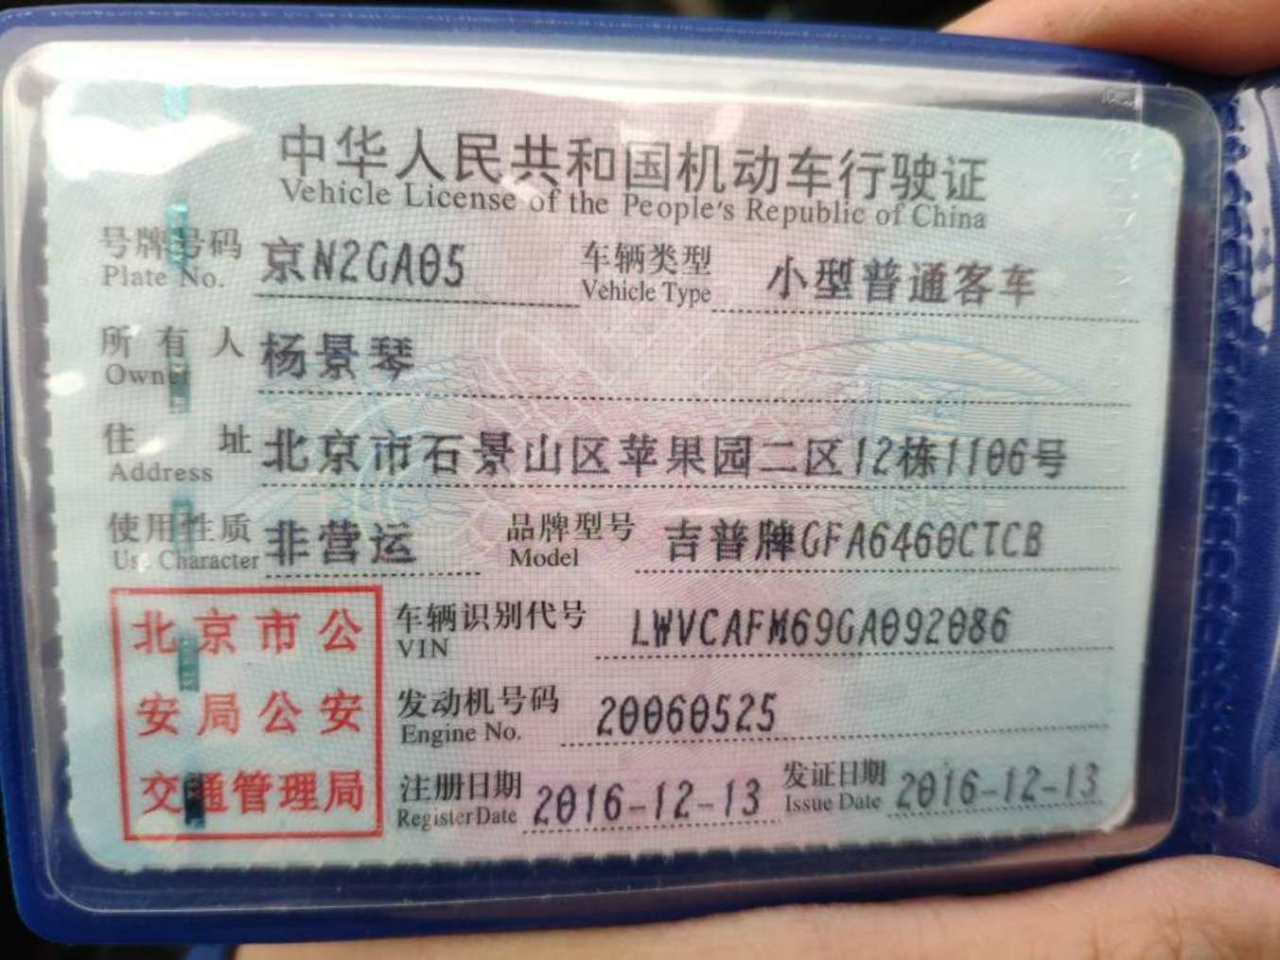 中华人民共和国机动车行驶证
Vehicle License of the People's Republic of China
号牌号码 京N2GA05 车辆类型 小型普通客车
Plate No. Vehicle Type
所有人 杨景琴
Owner
住址 北京市石景山区苹果园二区12栋1106号
Address
使用性质 非营运 品牌型号 吉普牌GFA6460CTCB
Use Character Model
北京市公
安局公安
交通管理局
车辆识别代号 LWVCAFM69GA092086
VIN
发动机号码 20060525
Engine No.
注册日期 2016-12-13 发证日期 2016-12-13
Register Date Issue Date